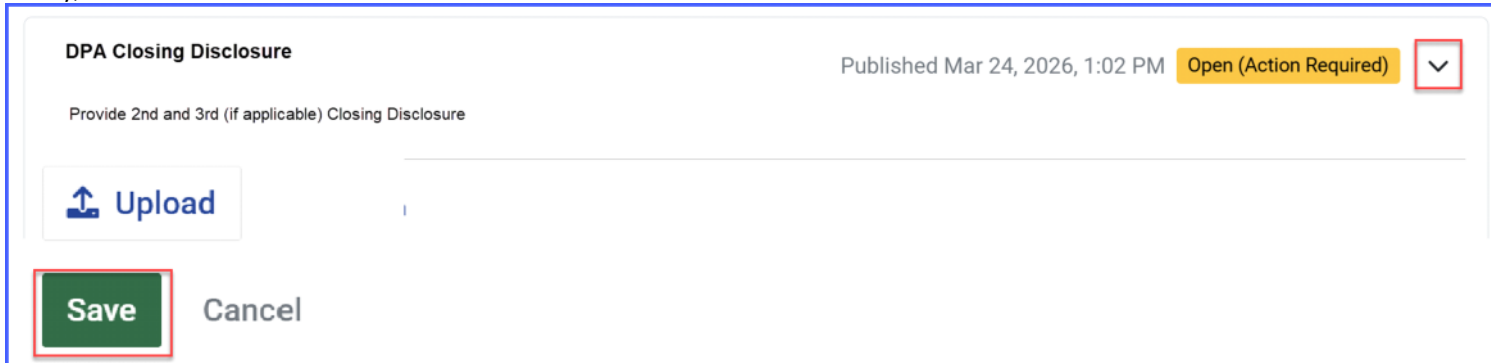 DPA Closing Disclosure
Published Mar 24, 2026, 1:02 PM Open (Action Required)
Provide 2nd and 3rd (if applicable) Closing Disclosure
Upload
Save Cancel